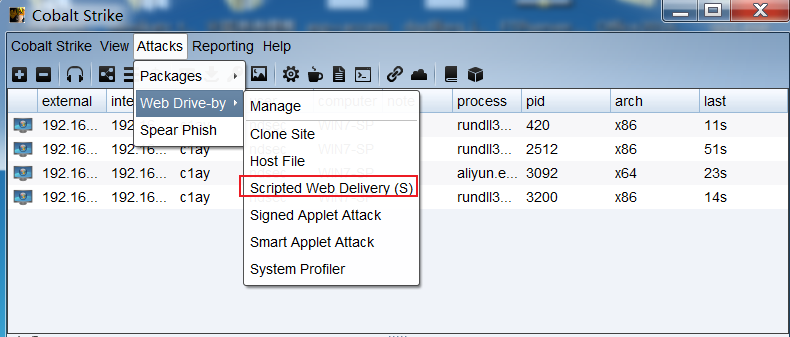 Cobalt Strike
Cobalt Strike View Attacks Reporting Help
Packages
Web Drive-by
Spear Phish
Manage
Clone Site
Host File
Scripted Web Delivery (S)
Signed Applet Attack
Smart Applet Attack
System Profiler
external inte... computer note process pid arch last
192.16... 192.16... rundll3... 420 x86 11s
192.16... 192.16... c1ay WIN7-SP rundll3... 2512 x86 51s
192.16... 192.16... c1ay aliyun.e... 3092 x64 23s
192.16... 192.16... c1ay rundll3... 3200 x86 14s